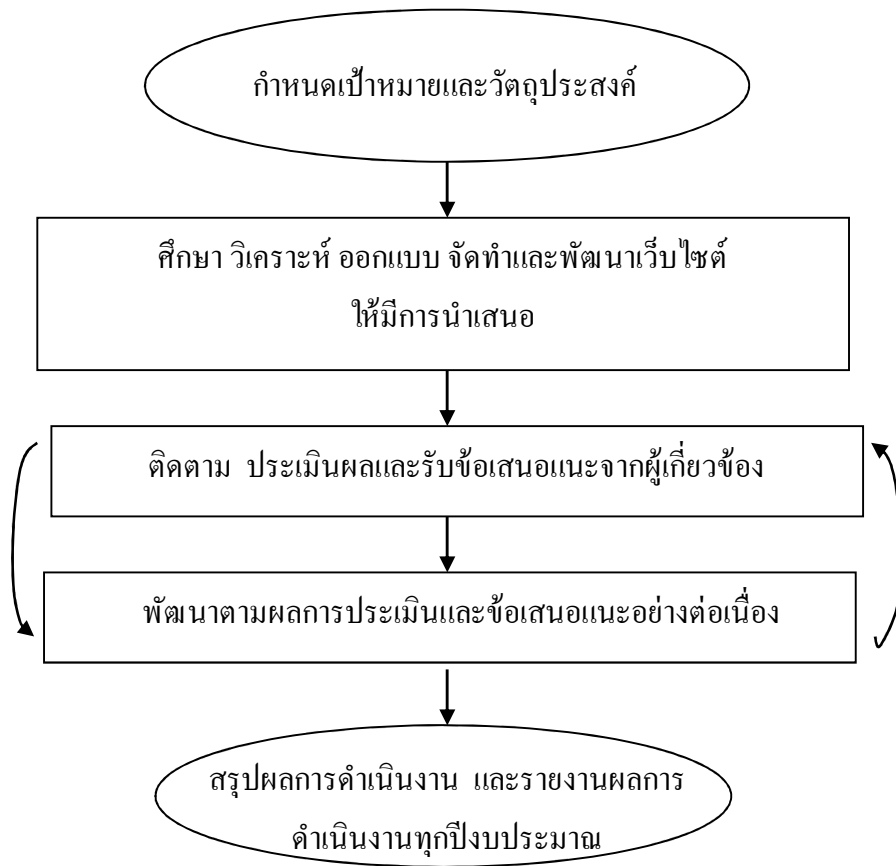 กำหนดเป้าหมายและวัตถุประสงค์
ศึกษา วิเคราะห์ ออกแบบ จัดทำและพัฒนาเว็บไซต์
ให้มีการนำเสนอ
ติดตาม ประเมินผลและรับข้อเสนอแนะจากผู้เกี่ยวข้อง
พัฒนาตามผลการประเมินและข้อเสนอแนะอย่างต่อเนื่อง
สรุปผลการดำเนินงาน และรายงานผลการ
ดำเนินงานทุกปีงบประมาณ